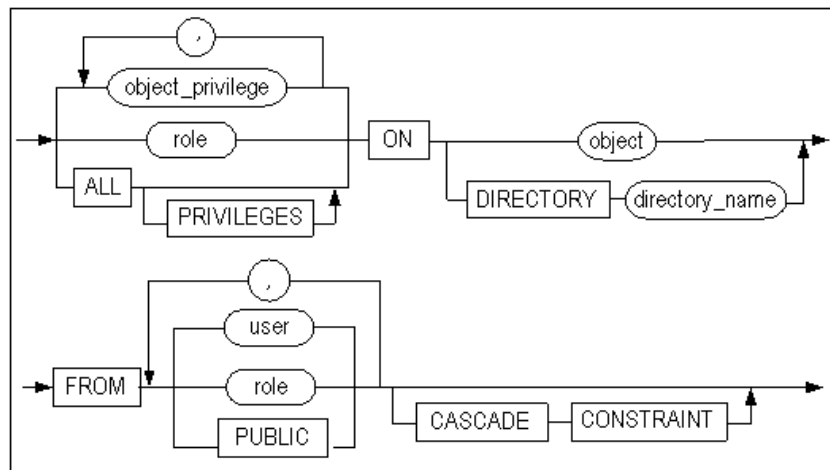 ,
object_privilege
role
ALL
PRIVILEGES
ON
object
DIRECTORY
directory_name
,
FROM
user
role
PUBLIC
CASCADE
CONSTRAINT